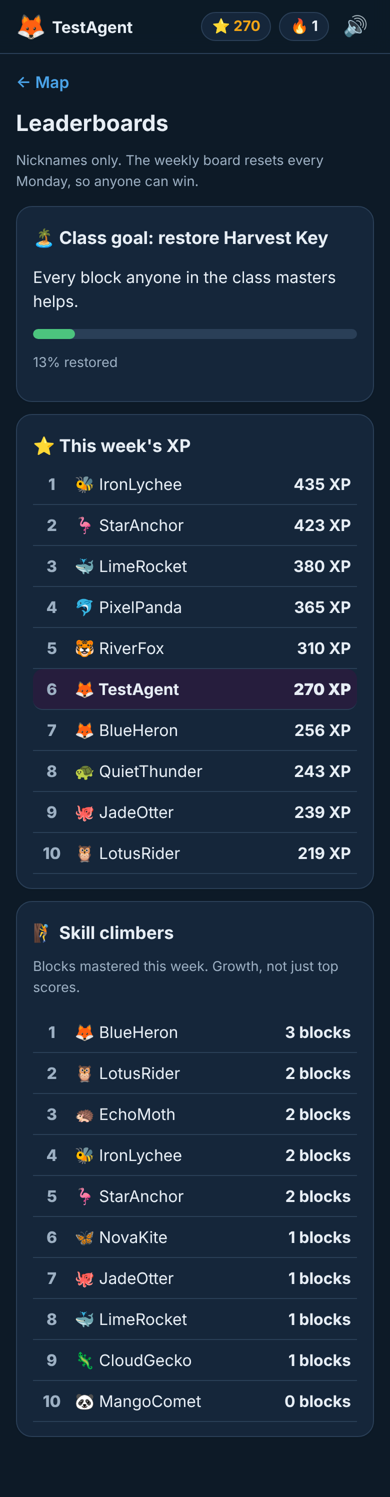 TestAgent
270
1
← Map
Leaderboards
Nicknames only. The weekly board resets every
Monday, so anyone can win.
Class goal: restore Harvest Key
Every block anyone in the class masters
helps.
13% restored
This week's XP
1 IronLychee 435 XP
2 StarAnchor 423 XP
3 LimeRocket 380 XP
4 PixelPanda 365 XP
5 RiverFox 310 XP
6 TestAgent 270 XP
7 BlueHeron 256 XP
8 QuietThunder 243 XP
9 JadeOtter 239 XP
10 LotusRider 219 XP
Skill climbers
Blocks mastered this week. Growth, not just top
scores.
1 BlueHeron 3 blocks
2 LotusRider 2 blocks
3 EchoMoth 2 blocks
4 IronLychee 2 blocks
5 StarAnchor 2 blocks
6 NovaKite 1 blocks
7 JadeOtter 1 blocks
8 LimeRocket 1 blocks
9 CloudGecko 1 blocks
10 MangoComet 0 blocks